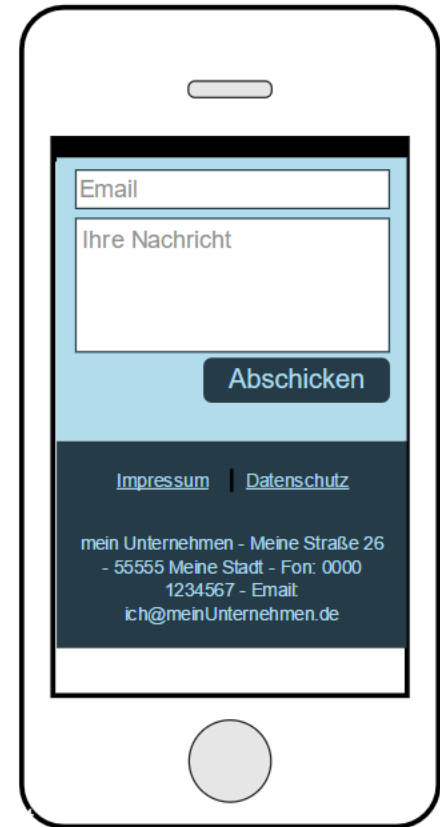 Email
Ihre Nachricht
Abschicken
Impressum | Datenschutz
mein Unternehmen - Meine Straße 26
- 55555 Meine Stadt - Fon: 0000
1234567 - Email:
ich@meinUnternehmen.de